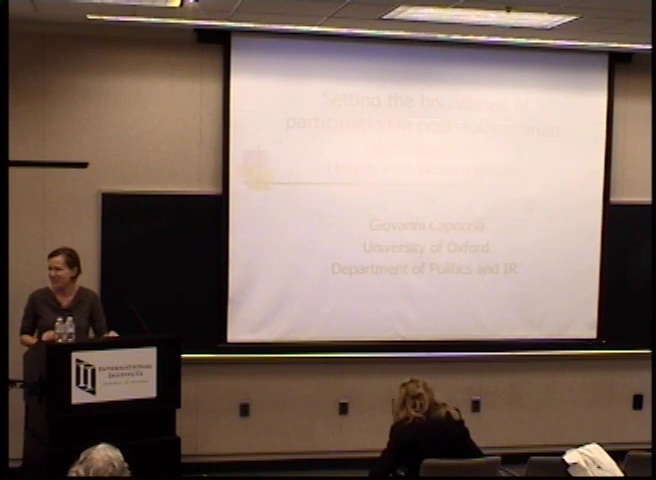 Setting the boundaries of
participation in post-authoritarian
Giovanni Capoccia
University of Oxford
Department of Politics and IR
INTERNATIONAL
INSTITUTE